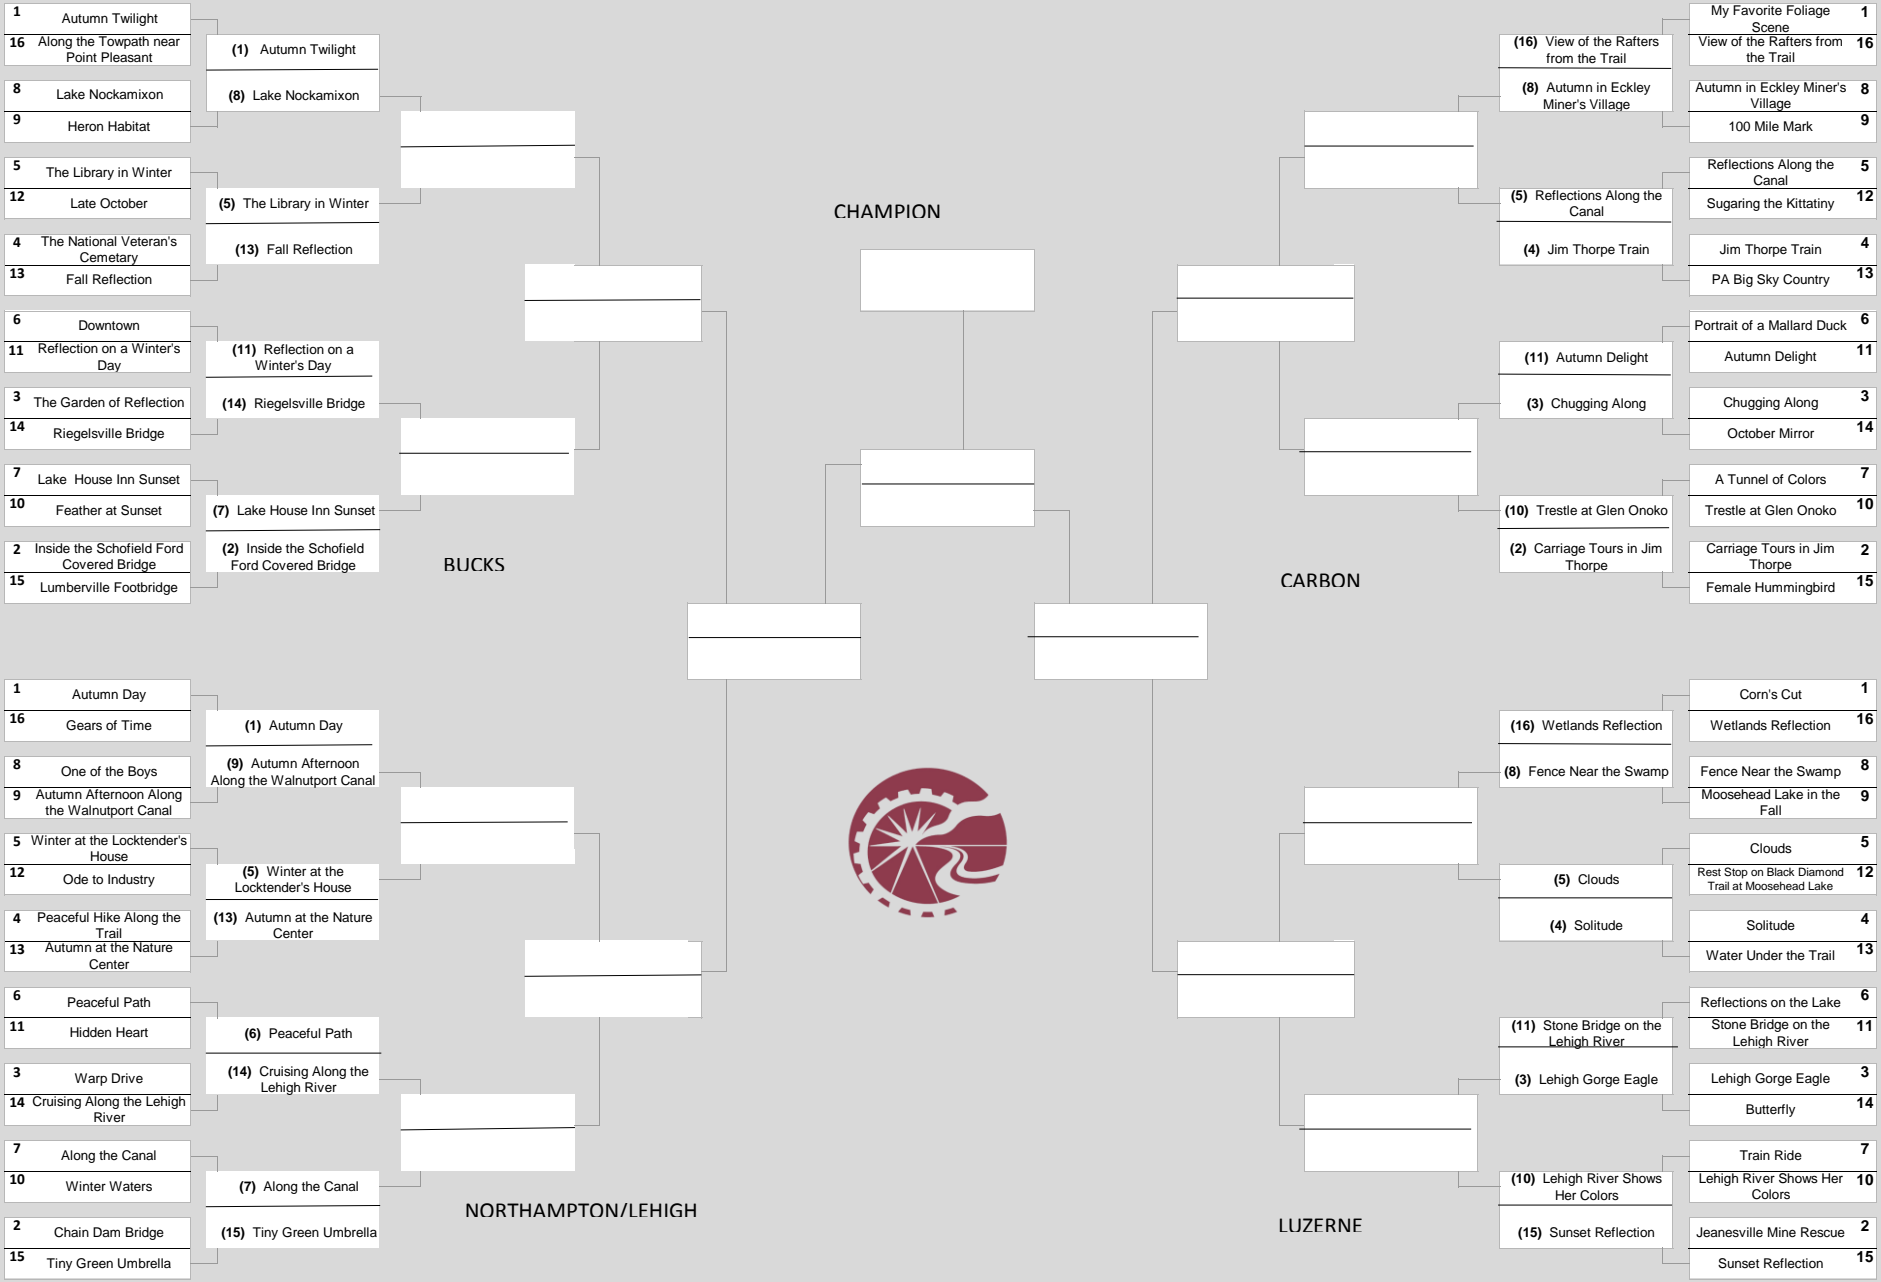 1 Autumn Twilight
16 Along the Towpath near
Point Pleasant
8 Lake Nockamixon
9 Heron Habitat
5 The Library in Winter
12 Late October
4 The National Veteran's
Cemetary
13 Fall Reflection
6 Downtown
11 Reflection on a Winter's
Day
3 The Garden of Reflection
14 Riegelsville Bridge
7 Lake House Inn Sunset
10 Feather at Sunset
2 Inside the Schofield Ford
Covered Bridge
15 Lumberville Footbridge
(1) Autumn Twilight
(8) Lake Nockamixon
(5) The Library in Winter
(13) Fall Reflection
(11) Reflection on a
Winter's Day
(14) Riegelsville Bridge
(7) Lake House Inn Sunset
(2) Inside the Schofield
Ford Covered Bridge
BUCKS
CHAMPION
(16) View of the Rafters
from the Trail
(8) Autumn in Eckley
Miner's Village
(5) Reflections Along the
Canal
(4) Jim Thorpe Train
(11) Autumn Delight
(3) Chugging Along
(10) Trestle at Glen Onoko
(2) Carriage Tours in Jim
Thorpe
CARBON
My Favorite Foliage 1
Scene
View of the Rafters from 16
the Trail
Autumn in Eckley Miner's 8
Village
100 Mile Mark 9
Reflections Along the 5
Canal
Sugaring the Kittatiny 12
Jim Thorpe Train 4
PA Big Sky Country 13
Portrait of a Mallard Duck 6
Autumn Delight 11
Chugging Along 3
October Mirror 14
A Tunnel of Colors 7
Trestle at Glen Onoko 10
Carriage Tours in Jim 2
Thorpe
Female Hummingbird 15
1 Autumn Day
16 Gears of Time
8 One of the Boys
9 Autumn Afternoon Along
the Walnutport Canal
5 Winter at the Locktender's
House
12 Ode to Industry
4 Peaceful Hike Along the
Trail
13 Autumn at the Nature
Center
6 Peaceful Path
11 Hidden Heart
3 Warp Drive
14 Cruising Along the Lehigh
River
7 Along the Canal
10 Winter Waters
2 Chain Dam Bridge
15 Tiny Green Umbrella
(1) Autumn Day
(9) Autumn Afternoon
Along the Walnutport Canal
(5) Winter at the
Locktender's House
(13) Autumn at the Nature
Center
(6) Peaceful Path
(14) Cruising Along the
Lehigh River
(7) Along the Canal
(15) Tiny Green Umbrella
NORTHAMPTON/LEHIGH
(16) Wetlands Reflection
(8) Fence Near the Swamp
(5) Clouds
(4) Solitude
(11) Stone Bridge on the
Lehigh River
(3) Lehigh Gorge Eagle
(10) Lehigh River Shows
Her Colors
(15) Sunset Reflection
LUZERNE
Corn's Cut 1
Wetlands Reflection 16
Fence Near the Swamp 8
Moosehead Lake in the 9
Fall
Clouds 5
Rest Stop on Black Diamond 12
Trail at Moosehead Lake
Solitude 4
Water Under the Trail 13
Reflections on the Lake 6
Stone Bridge on the 11
Lehigh River
Lehigh Gorge Eagle 3
Butterfly 14
Train Ride 7
Lehigh River Shows Her 10
Colors
Jeanesville Mine Rescue 2
Sunset Reflection 15